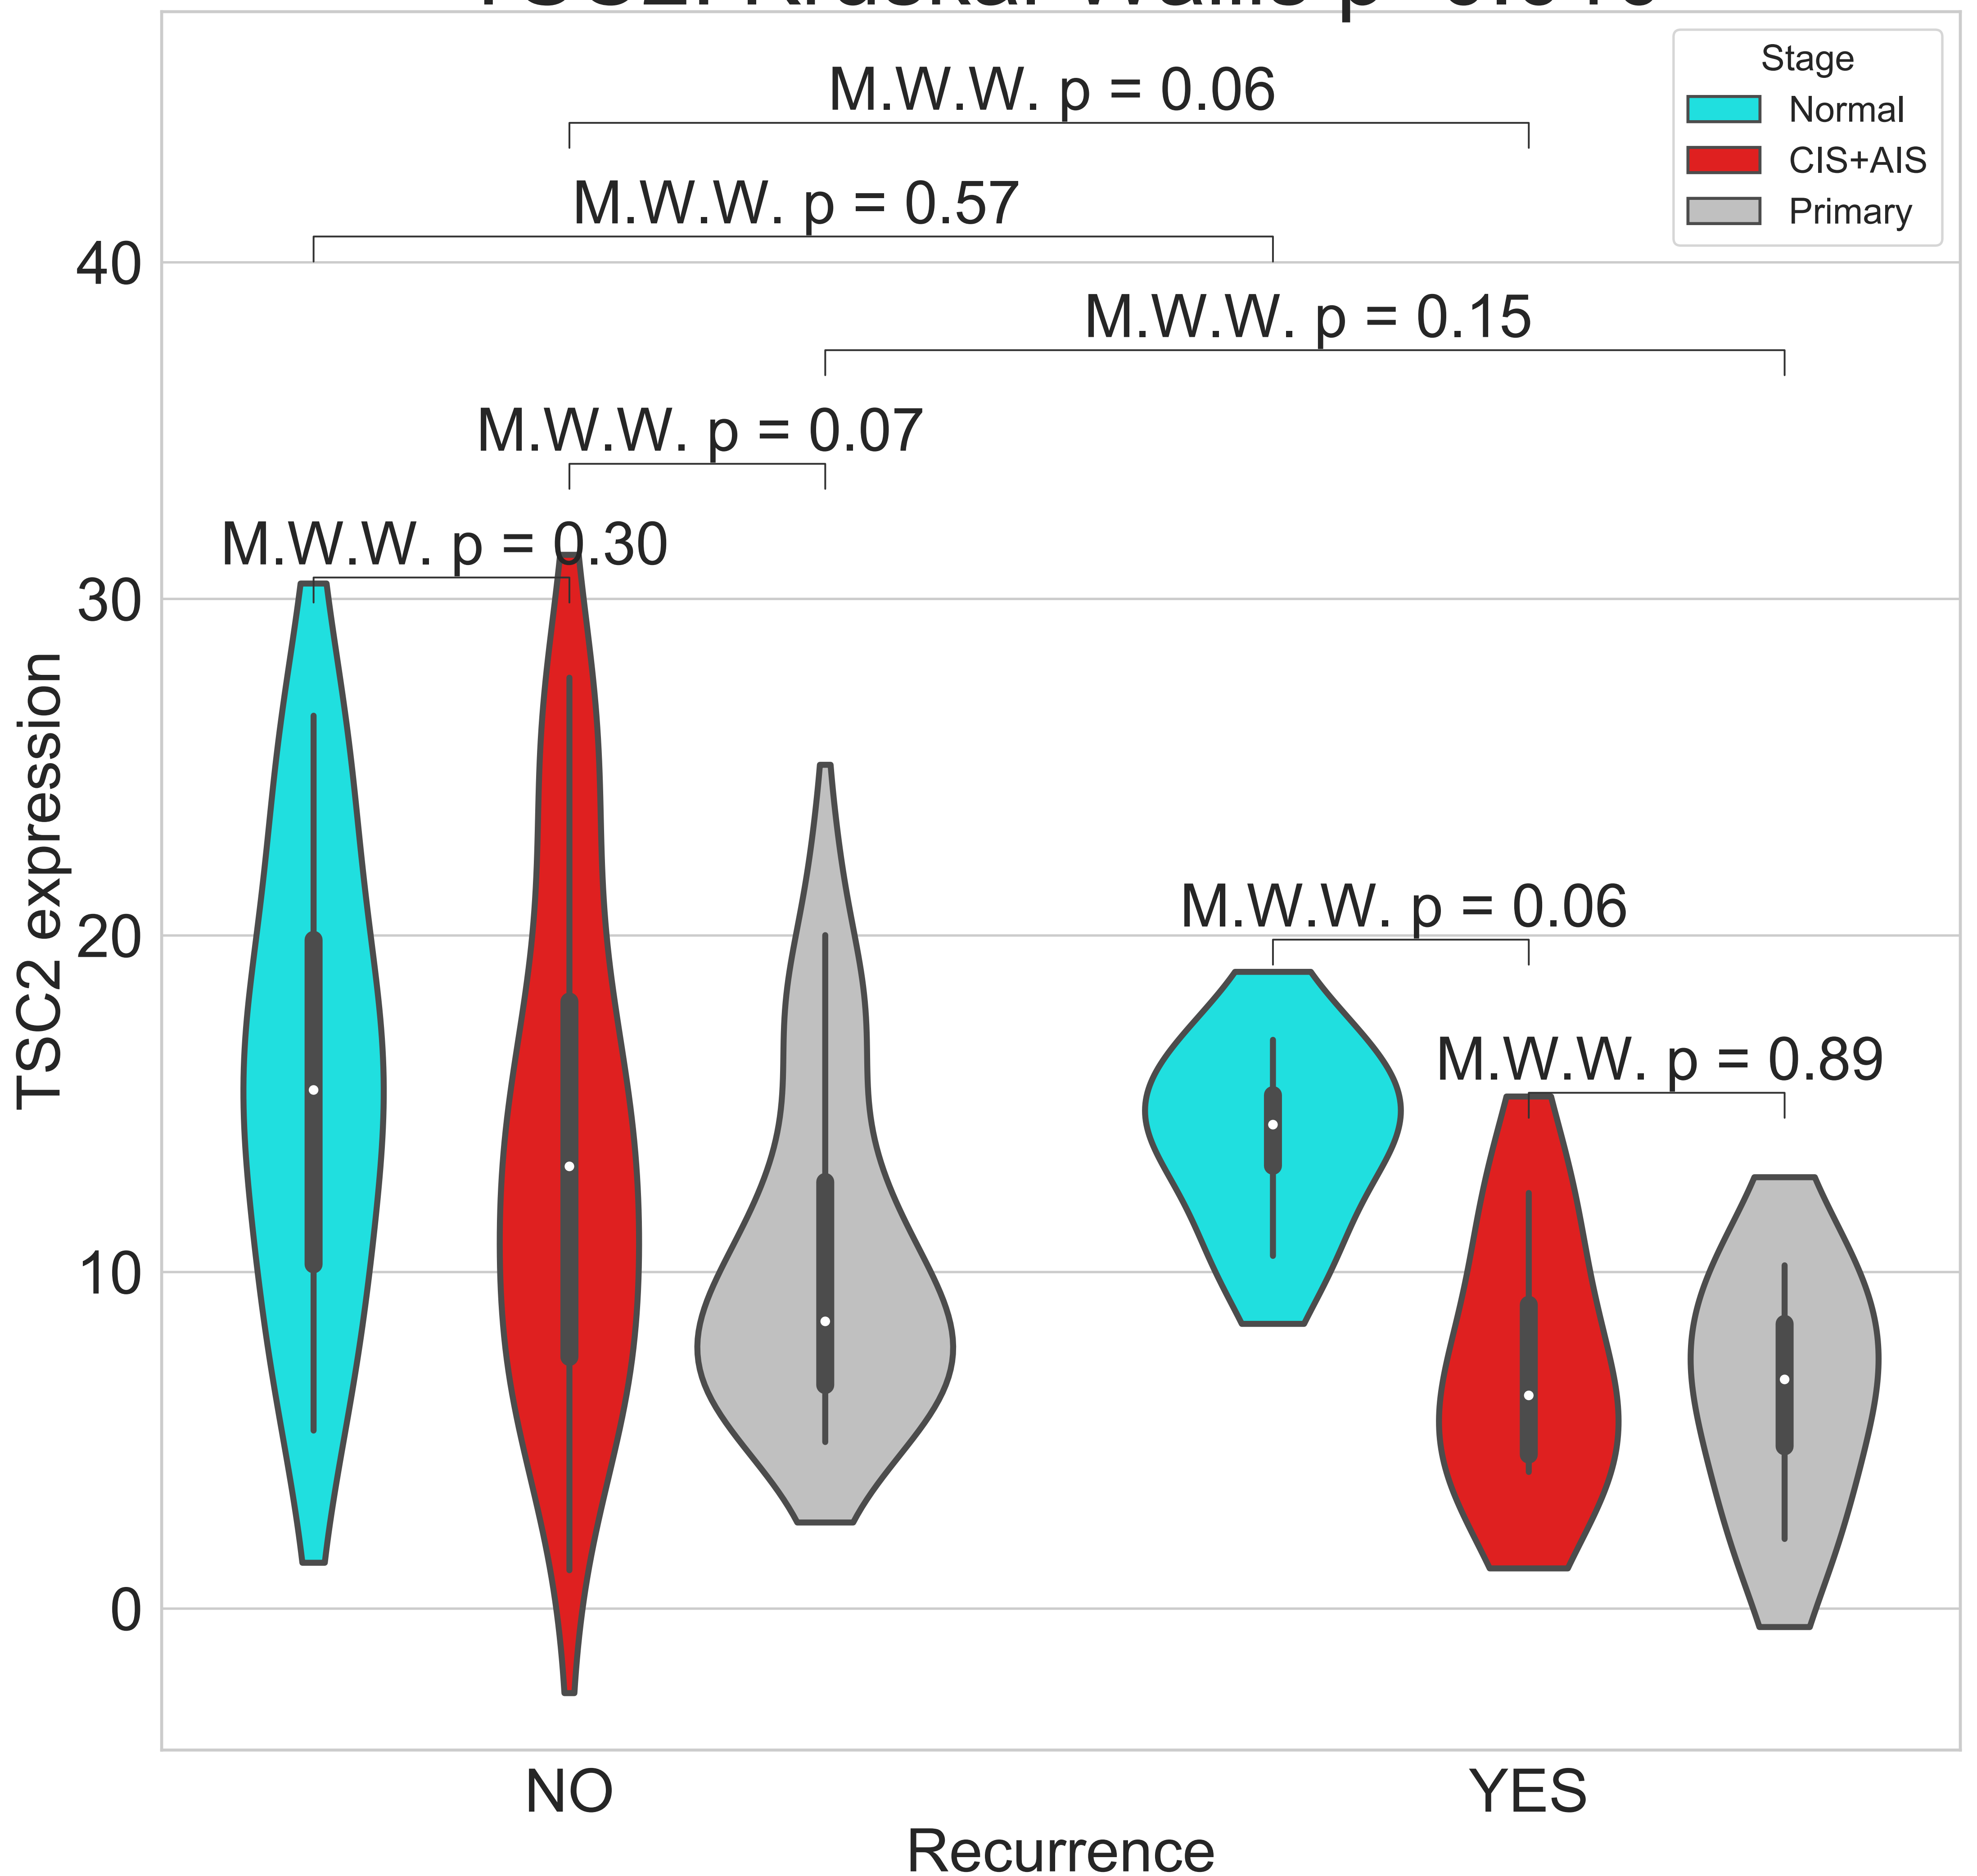 Stage
Normal
CIS+AIS
Primary
M.W.W. p = 0.06
M.W.W. p = 0.57
M.W.W. p = 0.15
M.W.W. p = 0.07
M.W.W. p = 0.30
M.W.W. p = 0.06
M.W.W. p = 0.89
40
30
20
10
0
TSC2 expression
NO
YES
Recurrence